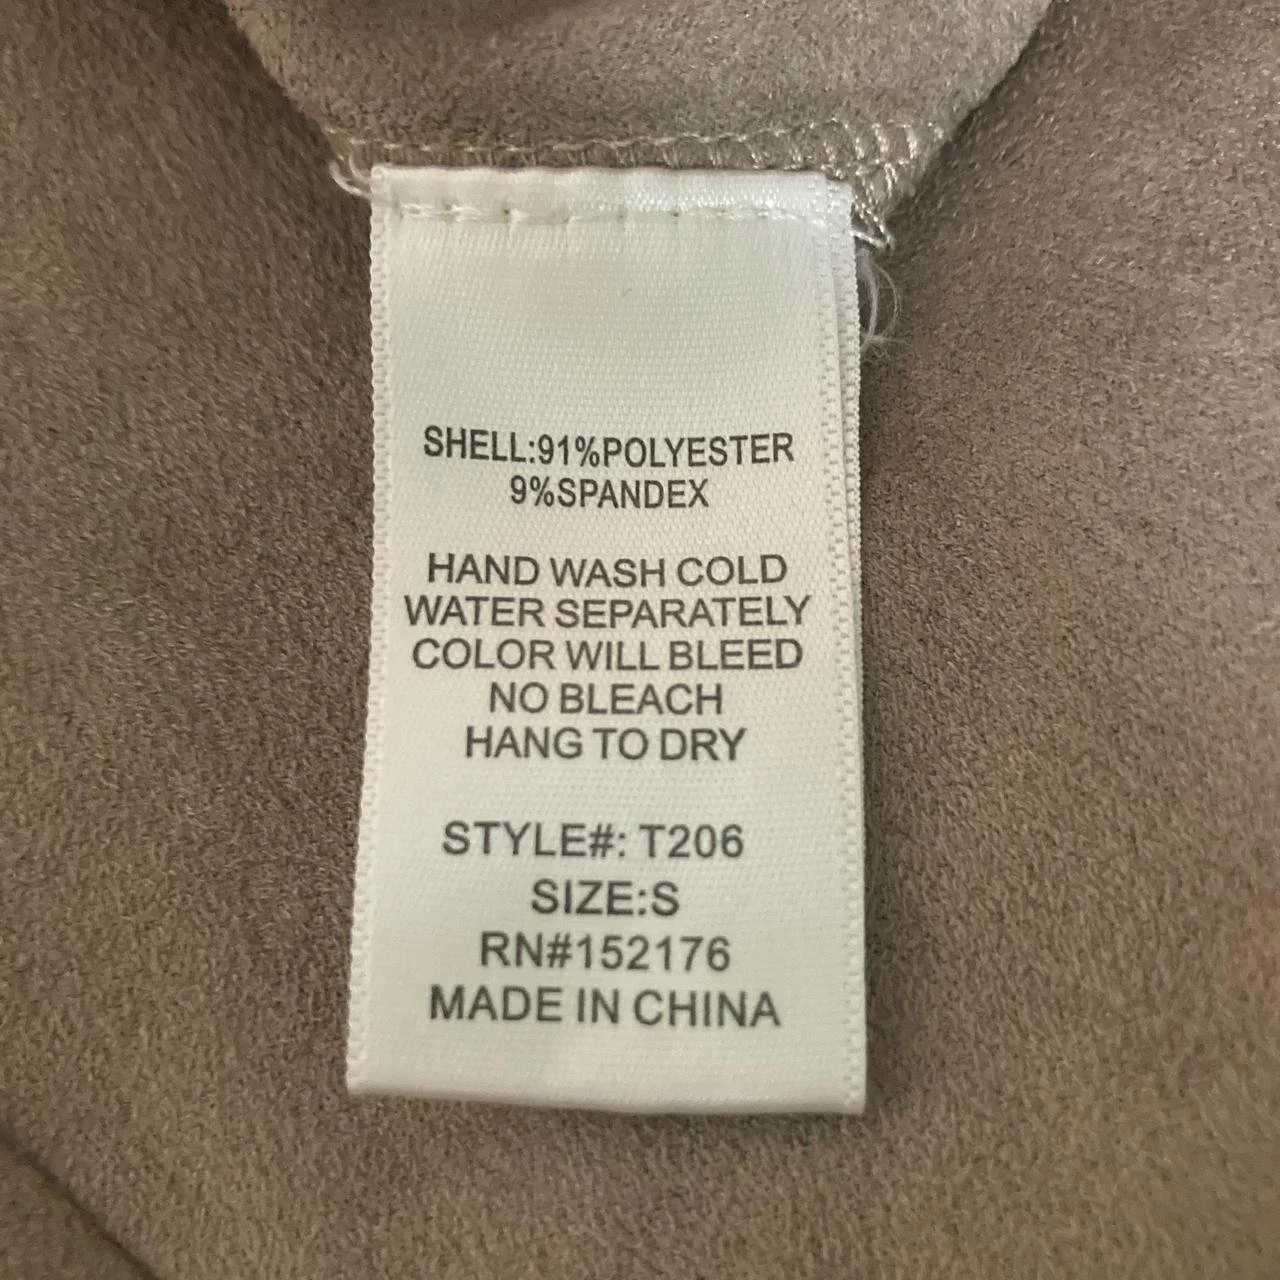 SHELL:91%POLYESTER
9%SPANDEX
HAND WASH COLD
WATER SEPARATELY
COLOR WILL BLEED
NO BLEACH
HANG TO DRY
STYLE#: T206
SIZE:S
RN#152176
MADE IN CHINA